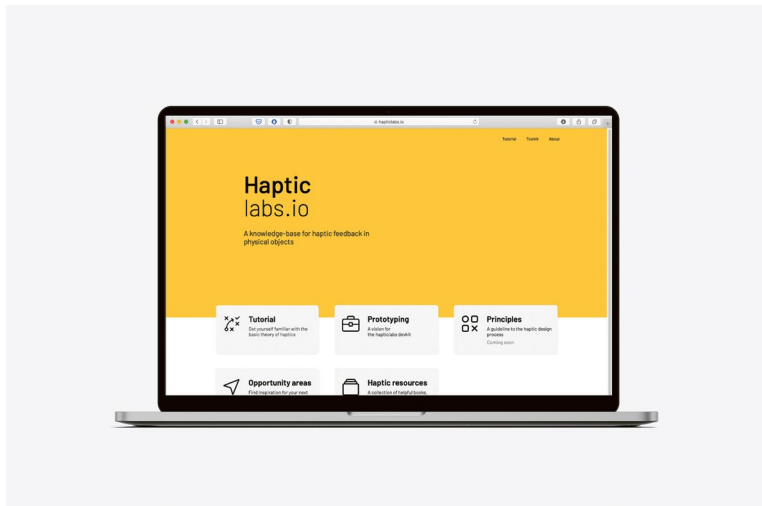 hapticlabs.io
Tutorial Toolkit About
Haptic
labs.io
A knowledge-base for haptic feedback in
physical objects
Tutorial
Get yourself familiar with the
basic theory of haptics
Prototyping
A vision for
the hapticlabs devkit
Principles
A guideline to the haptic design
process
Coming soon
Opportunity areas
Find inspiration for your next
Haptic resources
A collection of helpful books,